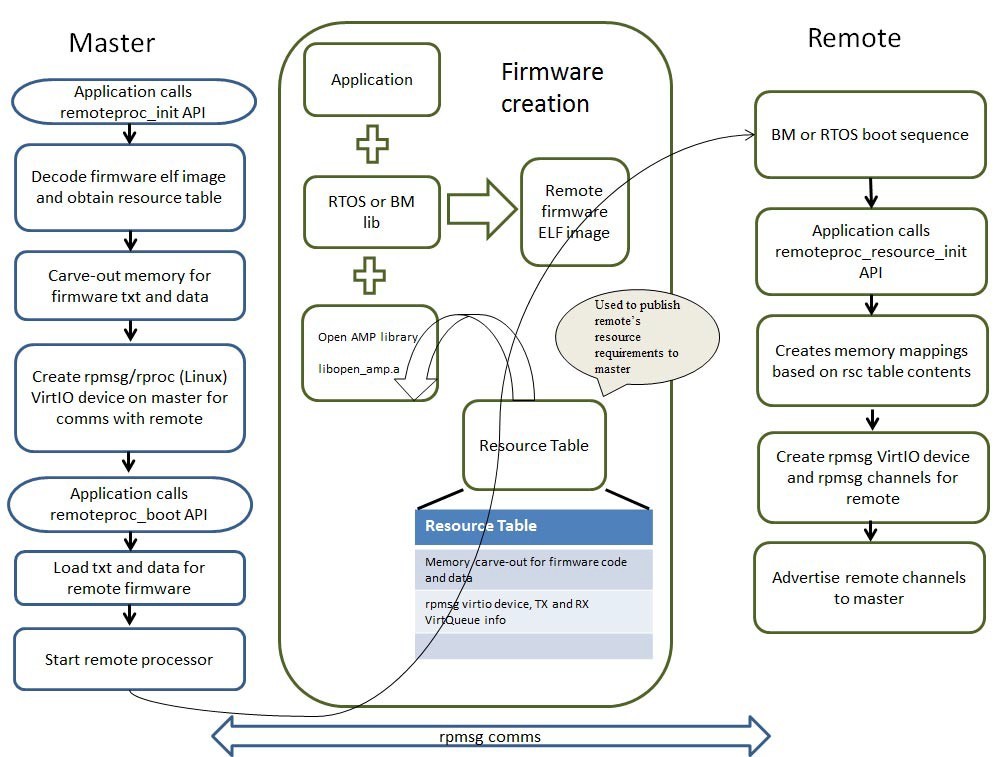 Master
Application calls
remoteproc_init API
Decode firmware elf image
and obtain resource table
Carve-out memory for
firmware txt and data
Create rpmsg/rproc (Linux)
VirtIO device on master for
comms with remote
Application calls
remoteproc_boot API
Load txt and data for
remote firmware
Start remote processor
Firmware
creation
Application
RTOS or BM
lib
Remote
firmware
ELF image
Open AMP library
libopen_amp.a
Used to publish
remote's
resource
requirements to
master
Resource Table
Resource Table
Memory carve-out for firmware code
and data
rpmsg virtio device, TX and RX
VirtQueue info
Remote
BM or RTOS boot sequence
Application calls
remoteproc_resource_init
API
Creates memory mappings
based on rsc table contents
Create rpmsg VirtIO device
and rpmsg channels for
remote
Advertise remote channels
to master
rpmsg comms